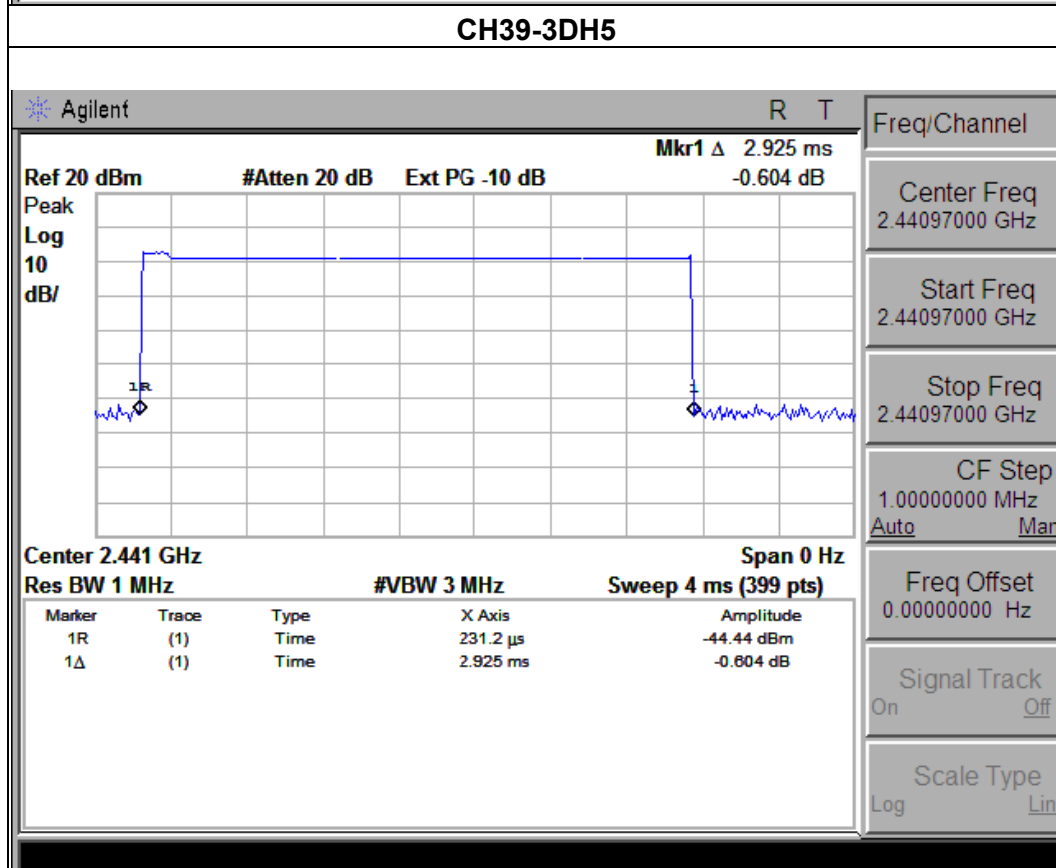 CH39-3DH5
Agilent R T
Mkr1 Δ 2.925 ms
Ref 20 dBm #Atten 20 dB Ext PG -10 dB -0.604 dB
Peak
Log
10
dB/
1R
1
Center 2.441 GHz Span 0 Hz
Res BW 1 MHz #VBW 3 MHz Sweep 4 ms (399 pts)
Marker Trace Type X Axis Amplitude
1R (1) Time 231.2 µs -44.44 dBm
1Δ (1) Time 2.925 ms -0.604 dB
Freq/Channel
Center Freq
2.44097000 GHz
Start Freq
2.44097000 GHz
Stop Freq
2.44097000 GHz
CF Step
1.00000000 MHz
Auto Man
Freq Offset
0.00000000 Hz
Signal Track
On Off
Scale Type
Log Lin